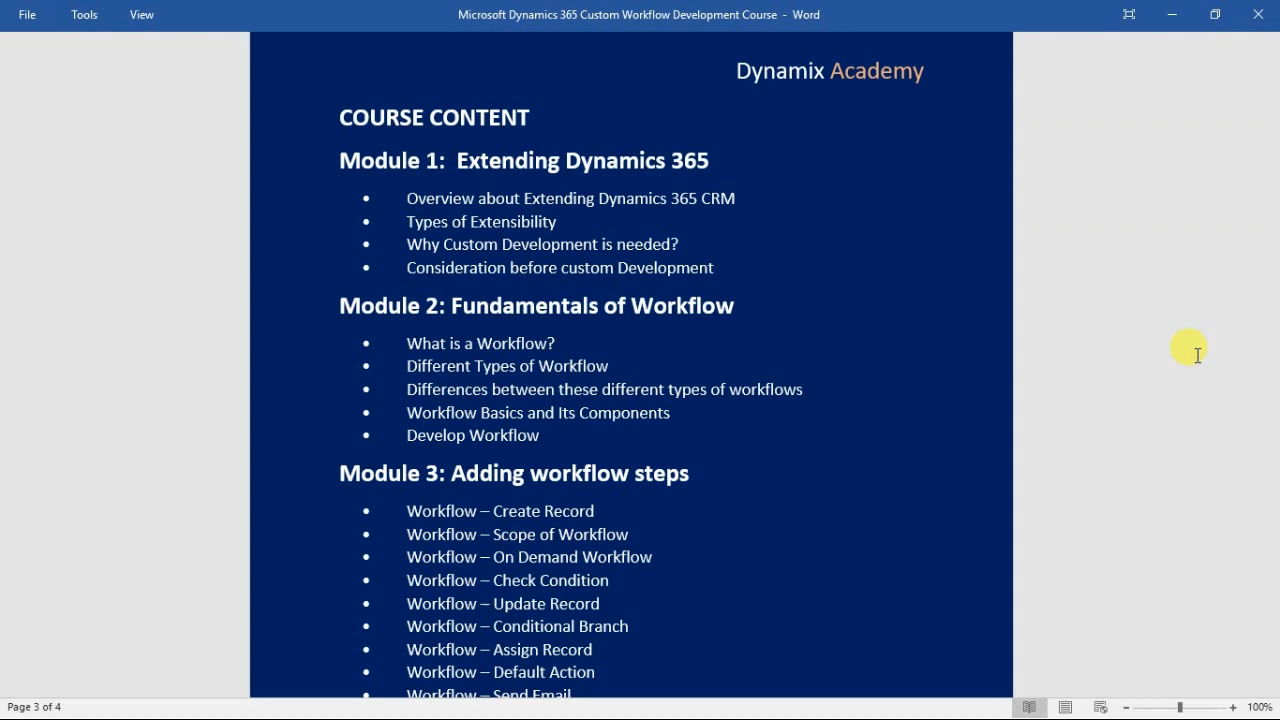 File Tools View Microsoft Dynamics 365 Custom Workflow Development Course - Word
Dynamix Academy
COURSE CONTENT
Module 1: Extending Dynamics 365
• Overview about Extending Dynamics 365 CRM
• Types of Extensibility
• Why Custom Development is needed?
• Consideration before custom Development
Module 2: Fundamentals of Workflow
• What is a Workflow?
• Different Types of Workflow
• Differences between these different types of workflows
• Workflow Basics and Its Components
• Develop Workflow
Module 3: Adding workflow steps
• Workflow – Create Record
• Workflow – Scope of Workflow
• Workflow – On Demand Workflow
• Workflow – Check Condition
• Workflow – Update Record
• Workflow – Conditional Branch
• Workflow – Assign Record
• Workflow – Default Action
• Workflow – Send Email
Page 3 of 4 100%